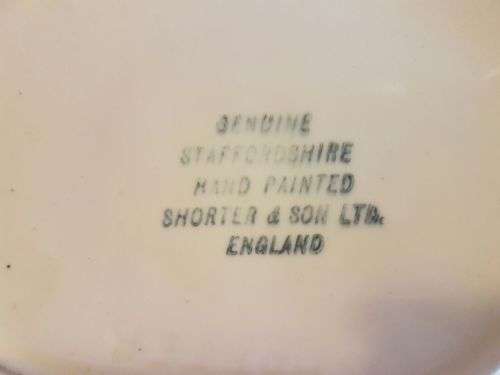 GENUINE
STAFFORDSHIRE
HAND PAINTED
SHORTER & SON LTD.
ENGLAND